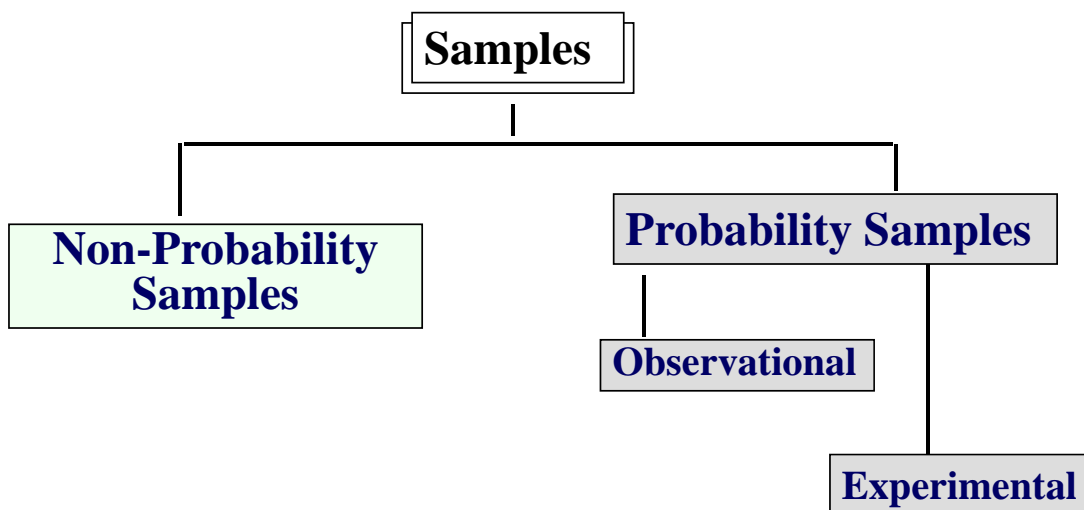 Samples
Non-Probability
Samples
Probability Samples
Observational
Experimental